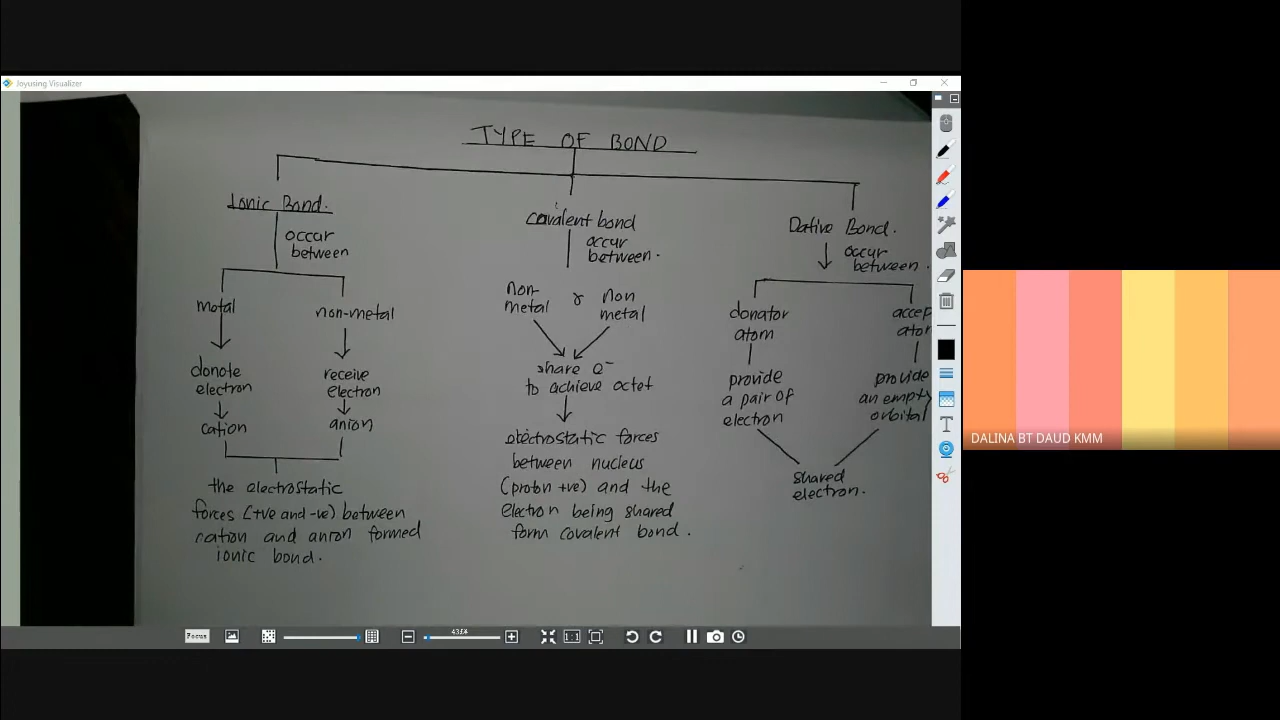 Joyusing Visualizer
TYPE OF BOND
Ionic Bond.
occur
between
metal
non-metal
donote
electron
receive
electron
cation
anion
the electrostatic
forces (+ve and -ve) between
cation and anion formed
ionic bond.
covalent bond
occur
between.
non-
metal
&
non
metal
share e⁻
to achieve octet
electrostatic forces
between nucleus
(proton +ve) and the
electron being shared
form covalent bond.
Dative Bond.
occur
between.
donator
atom
accep
ator
provide
a pair of
electron
provide
an empty
orbital
shared
electron.
DALINA BT DAUD KMM
Focus
1:1
T